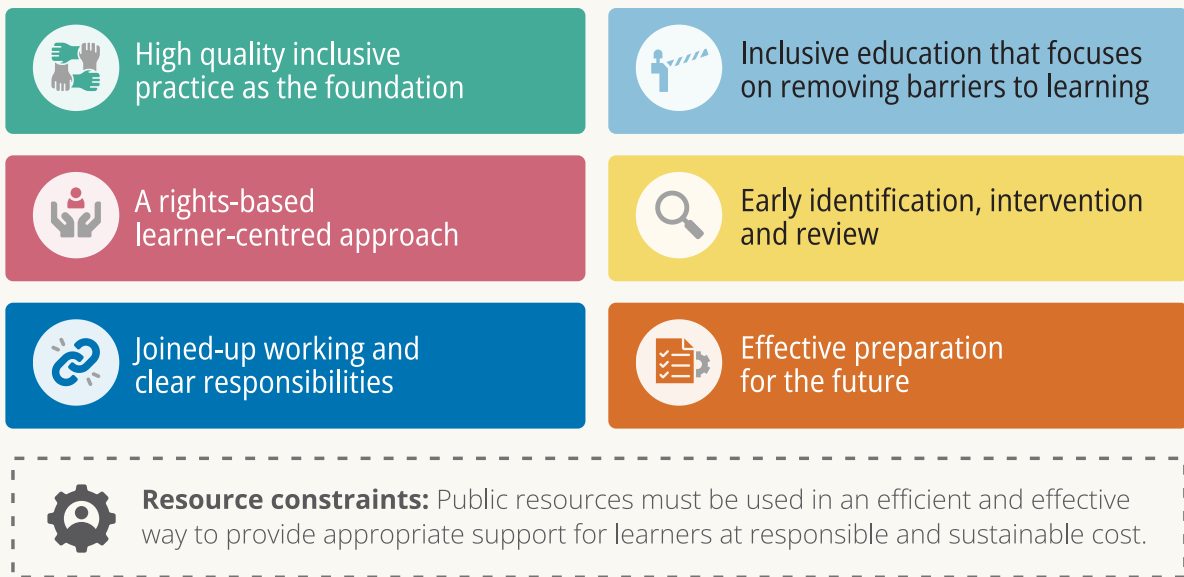 High quality inclusive
practice as the foundation
Inclusive education that focuses
on removing barriers to learning
A rights-based
learner-centred approach
Early identification, intervention
and review
Joined-up working and
clear responsibilities
Effective preparation
for the future
Resource constraints: Public resources must be used in an efficient and effective
way to provide appropriate support for learners at responsible and sustainable cost.